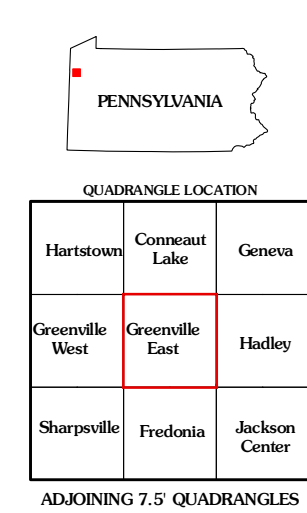 PENNSYLVANIA
QUADRANGLE LOCATION
Hartstown
Conneaut
Lake
Geneva
Greenville
West
Greenville
East
Hadley
Sharpsville
Fredonia
Jackson
Center
ADJOINING 7.5' QUADRANGLES